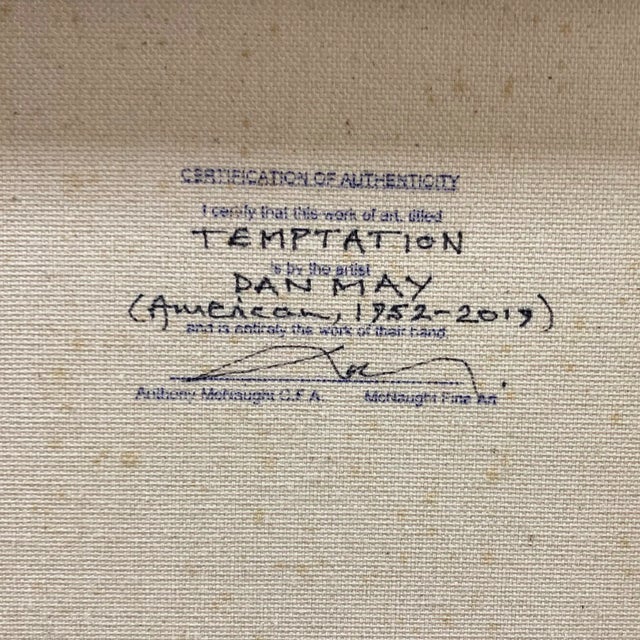 CERTIFICATION OF AUTHENTICITY
I certify that this work of art, titled
TEMPTATION
is by the artist
DAN MAY
(American, 1952-2019)
and is entirely the work of their hand.
Anthony McNaught C.F.A. McNaught Fine Art